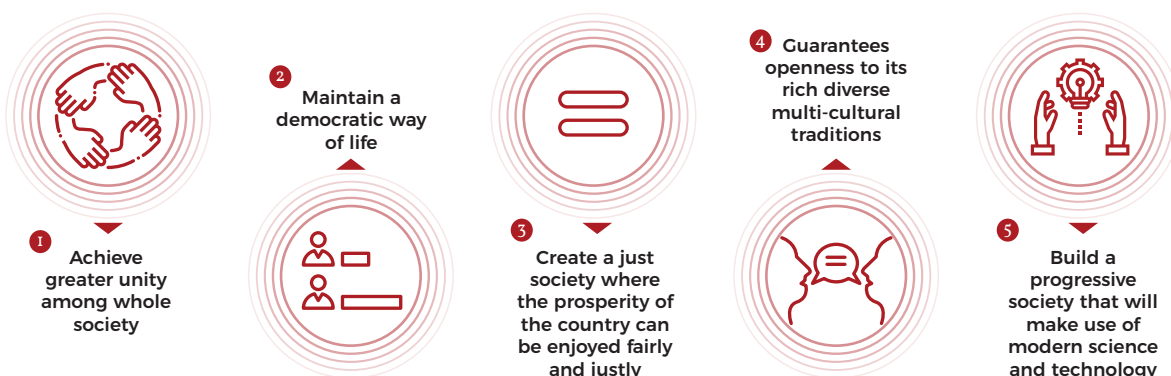 1
Achieve
greater unity
among whole
society
2
Maintain a
democratic way
of life
3
Create a just
society where
the prosperity of
the country can
be enjoyed fairly
and justly
4
Guarantees
openness to its
rich diverse
multi-cultural
traditions
5
Build a
progressive
society that will
make use of
modern science
and technology